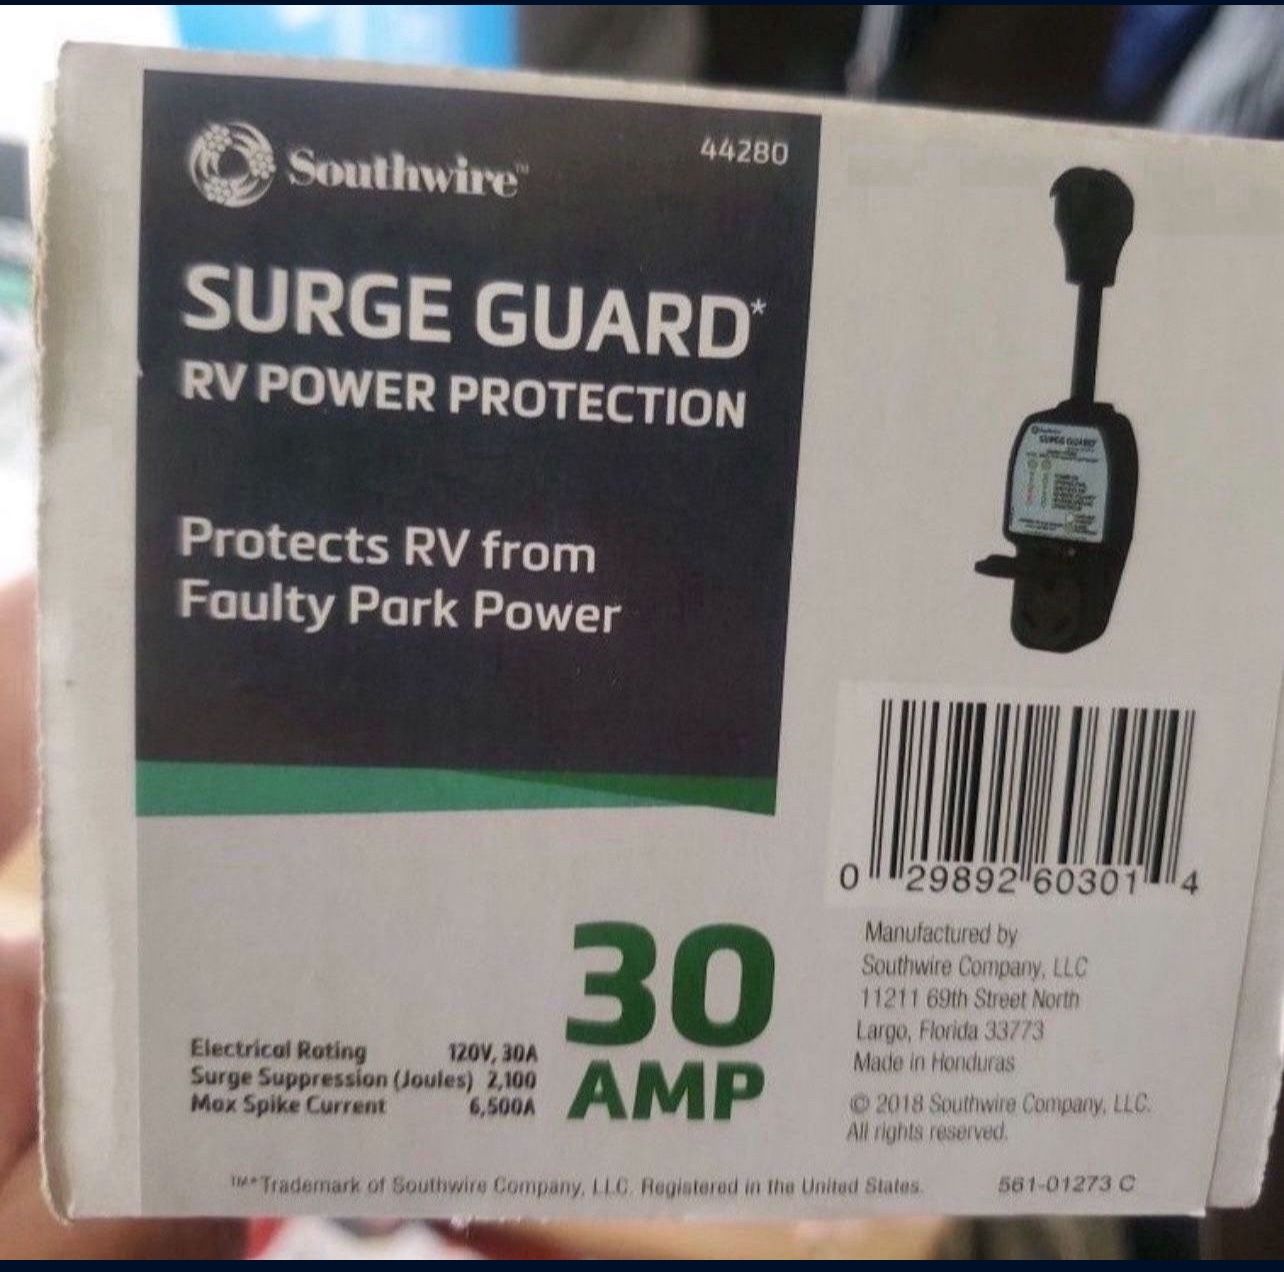 Southwire™
44280
SURGE GUARD*
RV POWER PROTECTION
Protects RV from
Faulty Park Power
SURGE GUARD
0 29892 60301 4
30
AMP
Electrical Rating 120V, 30A
Surge Suppression (Joules) 2,100
Max Spike Current 6,500A
Manufactured by
Southwire Company, LLC
11211 69th Street North
Largo, Florida 33773
Made in Honduras
© 2018 Southwire Company, LLC.
All rights reserved.
™*Trademark of Southwire Company, LLC. Registered in the United States.
561-01273 C